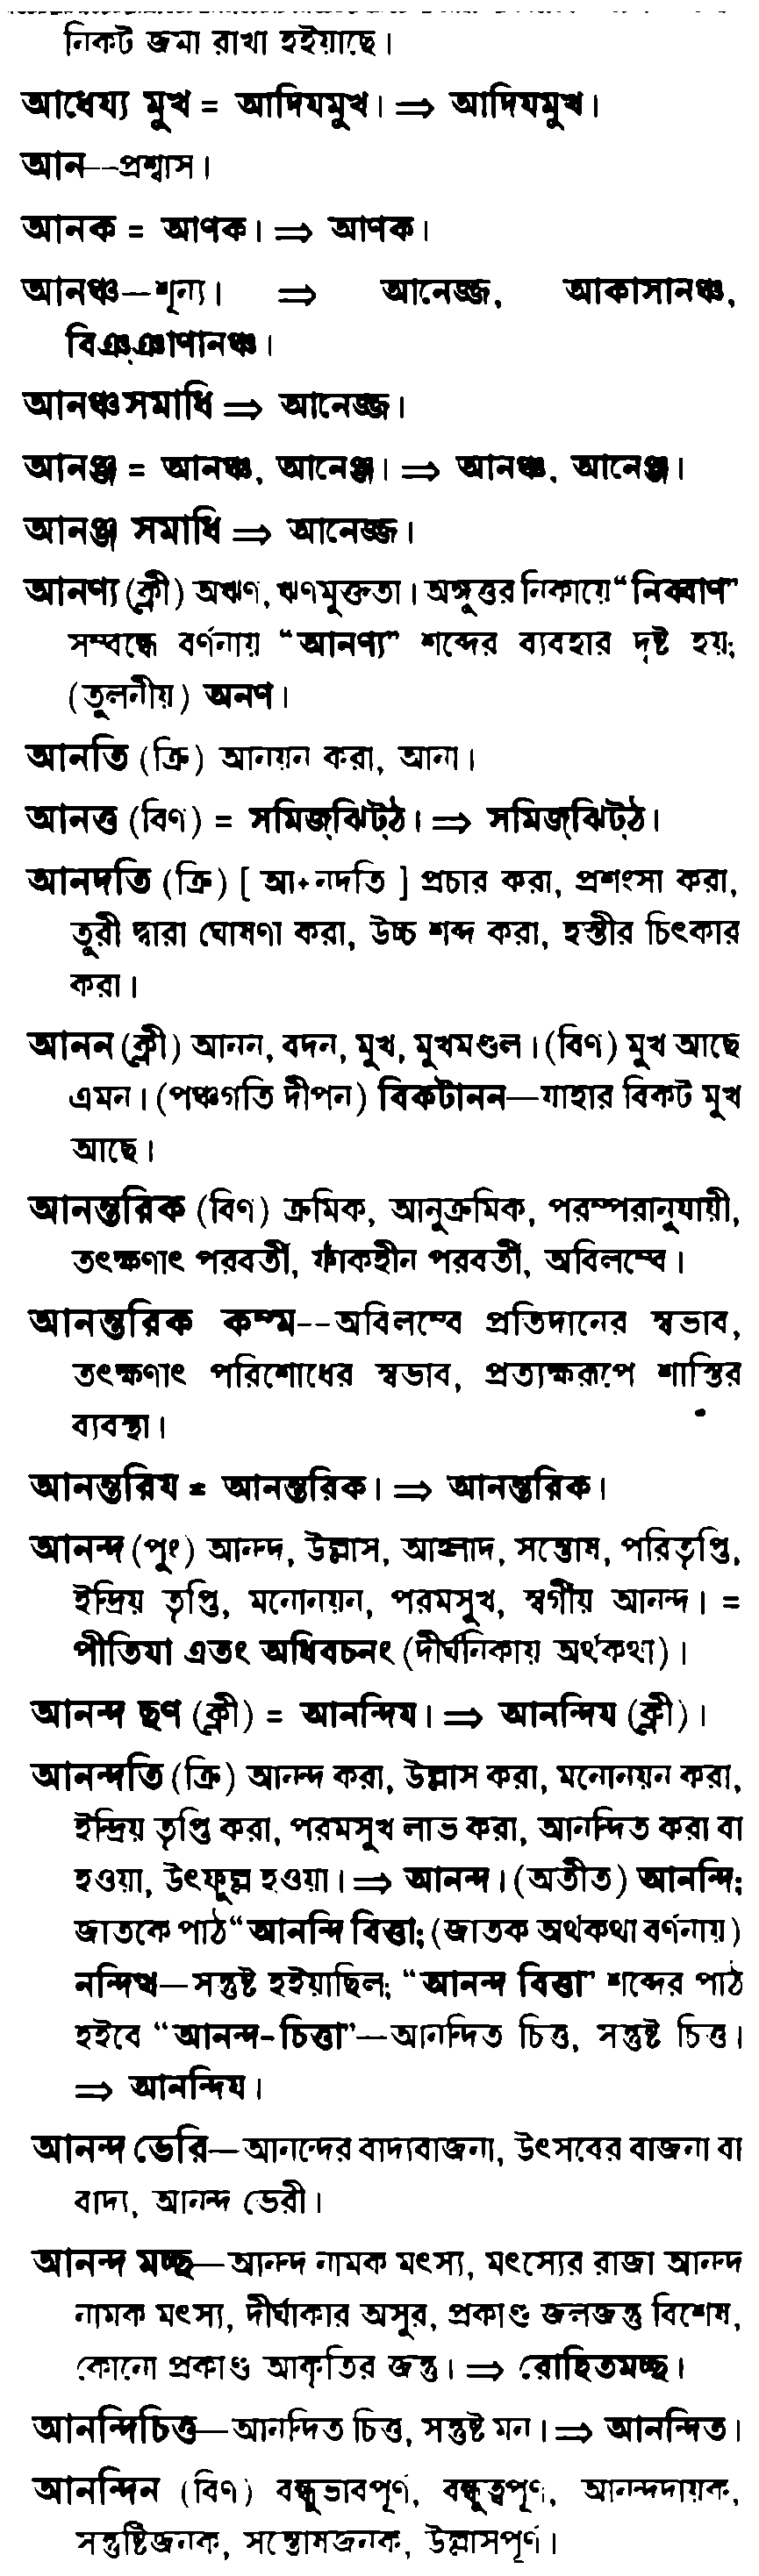 নিকট জমা রাখা হইয়াছে।
আধেয্য মুখ = আদিযমুখ। ⇒ আদিযমুখ।
আন--প্রশ্বাস।
আনক = আণক। ⇒ আণক।
আনঞ্চ—শূন্য। ⇒ আনেজ্জ, আকাসানঞ্চ,
বিঞ্ঞাণানঞ্চ।
আনঞ্চসমাধি ⇒ আনেজ্জ।
আনঞ্জ = আনঞ্চ, আনেঞ্জ। ⇒ আনঞ্চ, আনেঞ্জ।
আনঞ্জ সমাধি ⇒ আনেজ্জ।
আনণ্য (ক্লী) অঋণ, ঋণমুক্ততা। অঙ্গুত্তর নিকায়ে “নিব্বাণ”
সম্বন্ধে বর্ণনায় “আনণ্য” শব্দের ব্যবহার দৃষ্ট হয়;
(তুলনীয়) অনণ।
আনতি (ক্রি) আনয়ন করা, আনা।
আনত্ত (বিণ) = সমিজ্ঝিট্ঠ। ⇒ সমিজ্ঝিট্ঠ।
আনদতি (ক্রি) [ আ+নদতি ] প্রচার করা, প্রশংসা করা,
তূরী দ্বারা ঘোষণা করা, উচ্চ শব্দ করা, হস্তীর চিৎকার
করা।
আনন (ক্লী) আনন, বদন, মুখ, মুখমণ্ডল। (বিণ) মুখ আছে
এমন। (পঞ্চগতি দীপন) বিকটানন—যাহার বিকট মুখ
আছে।
আনন্তরিক (বিণ) ক্রমিক, আনুক্রমিক, পরস্পরানুযায়ী,
তৎক্ষণাৎ পরবর্তী, ফাঁকহীন পরবর্তী, অবিলম্বে।
আনন্তরিক কম্ম--অবিলম্বে প্রতিদানের স্বভাব,
তৎক্ষণাৎ পরিশোধের স্বভাব, প্রত্যক্ষরূপে শাস্তির
ব্যবস্থা।
আনন্তরিয = আনন্তরিক। ⇒ আনন্তরিক।
আনন্দ (পুং) আনন্দ, উল্লাস, আহ্লাদ, সন্তোষ, পরিতৃপ্তি,
ইন্দ্রিয় তৃপ্তি, মনোনয়ন, পরমসুখ, স্বর্গীয় আনন্দ। =
পীতিযা এতং অধিবচনং (দীর্ঘনিকায় অর্থকথা)।
আনন্দ ছণ (ক্লী) = আনন্দিয। ⇒ আনন্দিয (ক্লী)।
আনন্দতি (ক্রি) আনন্দ করা, উল্লাস করা, মনোনয়ন করা,
ইন্দ্রিয় তৃপ্তি করা, পরমসুখ লাভ করা, আনন্দিত করা বা
হওয়া, উৎফুল্ল হওয়া। ⇒ আনন্দ। (অতীত) আনন্দি;
জাতকে পাঠ “আনন্দি বিত্তা; (জাতক অর্থকথা বর্ণনায়)
নন্দিত্থ—সন্তুষ্ট হইয়াছিল; “আনন্দ বিত্তা” শব্দের পাঠ
হইবে “আনন্দ-চিত্তা”—আনন্দিত চিত্ত, সন্তুষ্ট চিত্ত।
⇒ আনন্দিয।
আনন্দ ভেরি—আনন্দের বাদ্যবাজনা, উৎসবের বাজনা বা
বাদ্য, আনন্দ ভেরী।
আনন্দ মচ্ছ—আনন্দ নামক মৎস্য, মৎস্যের রাজা আনন্দ
নামক মৎস্য, দীর্ঘাকার অসুর, প্রকাণ্ড জলজন্তু বিশেষ,
কোনো প্রকাণ্ড আকৃতির জন্তু। ⇒ রোহিতমচ্ছ।
আনন্দিচিত্ত—আনন্দিত চিত্ত, সন্তুষ্ট মন। ⇒ আনন্দিত।
আনন্দিন (বিণ) বন্ধুভাবপূর্ণ, বন্ধুত্বপূর্ণ, আনন্দদায়ক,
সন্তুষ্টিজনক, সন্তোষজনক, উল্লাসপূর্ণ।